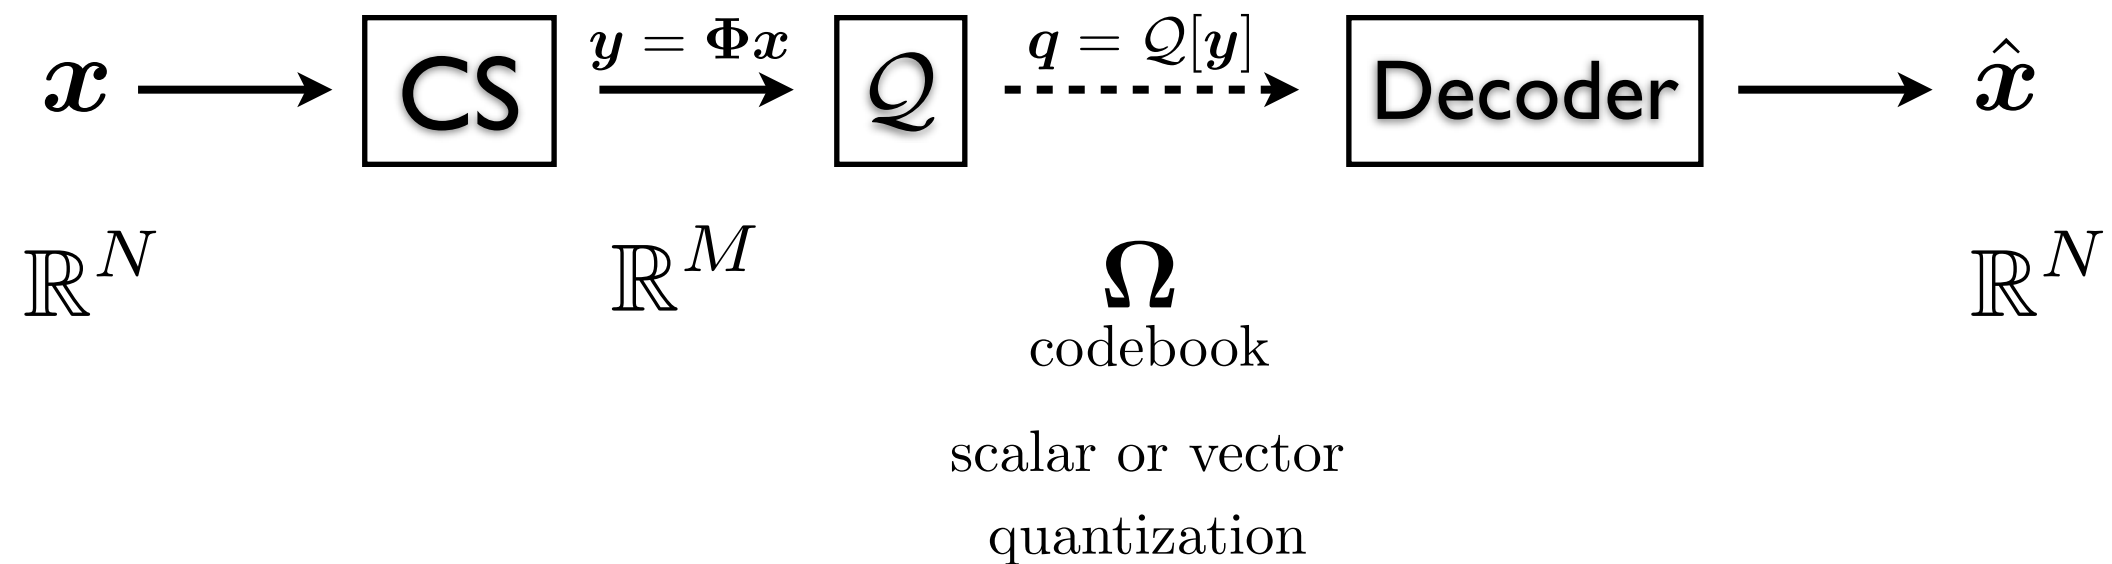 𝒙 CS 𝒚 = 𝚽𝒙 𝒬 𝒒 = 𝒬[𝒚] Decoder 𝒙̂
ℝ^N ℝ^M 𝛀 ℝ^N
codebook
scalar or vector
quantization